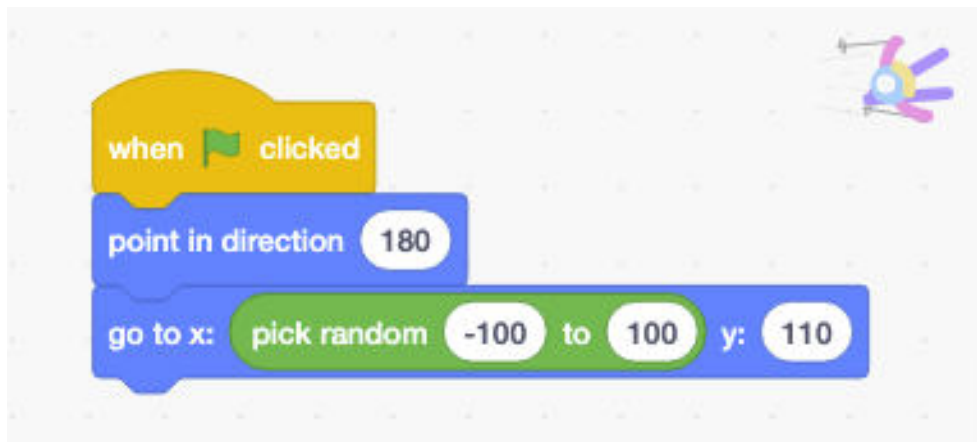 when clicked
point in direction 180
go to x: pick random -100 to 100 y: 110